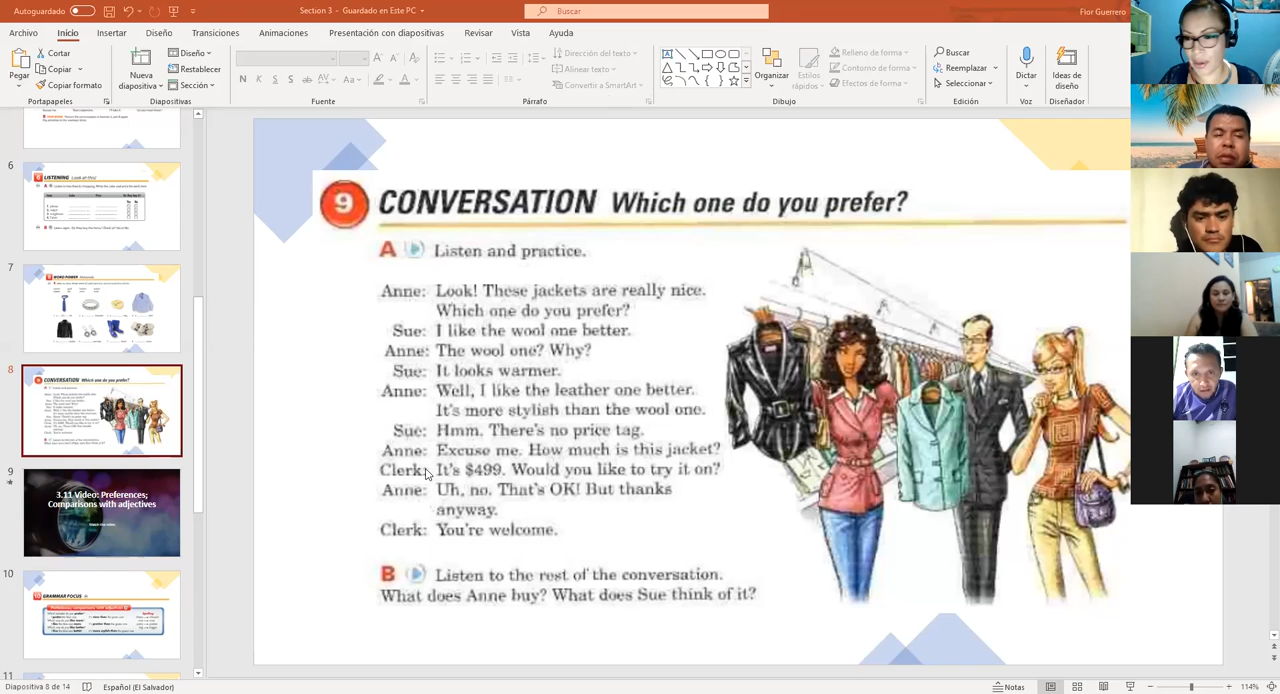 Autoguardado
Section 3 - Guardado en Este PC
Buscar
Flor Guerrero
Archivo Inicio Insertar Diseño Transiciones Animaciones Presentación con diapositivas Revisar Vista Ayuda
Pegar
Cortar
Copiar
Copiar formato
Portapapeles
Nueva
diapositiva
Diseño
Restablecer
Sección
Diapositivas
N K S S AV Aa
Fuente
Dirección del texto
Alinear texto
Convertir a SmartArt
Párrafo
Organizar
Estilos
rápidos
Relleno de forma
Contorno de forma
Efectos de forma
Dibujo
Buscar
Reemplazar
Seleccionar
Edición
Dictar
Voz
Ideas de
diseño
Diseñador
6
LISTENING Look at this!
7
WORD POWER Materials
8
CONVERSATION Which one do you prefer?
9
3.11 Video: Preferences;
Comparisons with adjectives
10
GRAMMAR FOCUS
11
9 CONVERSATION Which one do you prefer?
A Listen and practice.
Anne: Look! These jackets are really nice.
Which one do you prefer?
Sue: I like the wool one better.
Anne: The wool one? Why?
Sue: It looks warmer.
Anne: Well, I like the leather one better.
It's more stylish than the wool one.
Sue: Hmm. There's no price tag.
Anne: Excuse me. How much is this jacket?
Clerk: It's $499. Would you like to try it on?
Anne: Uh, no. That's OK! But thanks
anyway.
Clerk: You're welcome.
B Listen to the rest of the conversation.
What does Anne buy? What does Sue think of it?
Diapositiva 8 de 14
Español (El Salvador)
Notas
114%